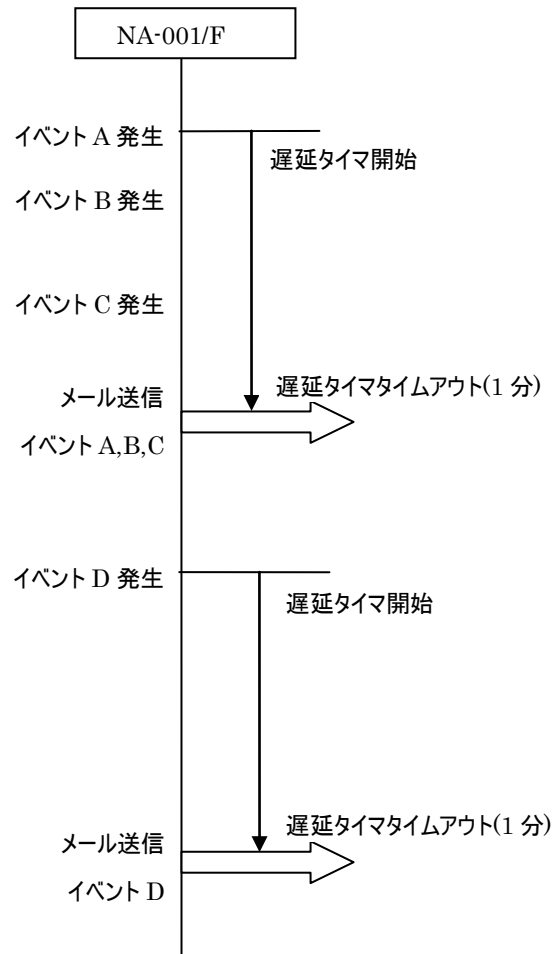 NA-001/F
イベント A 発生
遅延タイマ開始
イベント B 発生
イベント C 発生
遅延タイマタイムアウト(1 分)
メール送信
イベント A,B,C
イベント D 発生
遅延タイマ開始
遅延タイマタイムアウト(1 分)
メール送信
イベント D